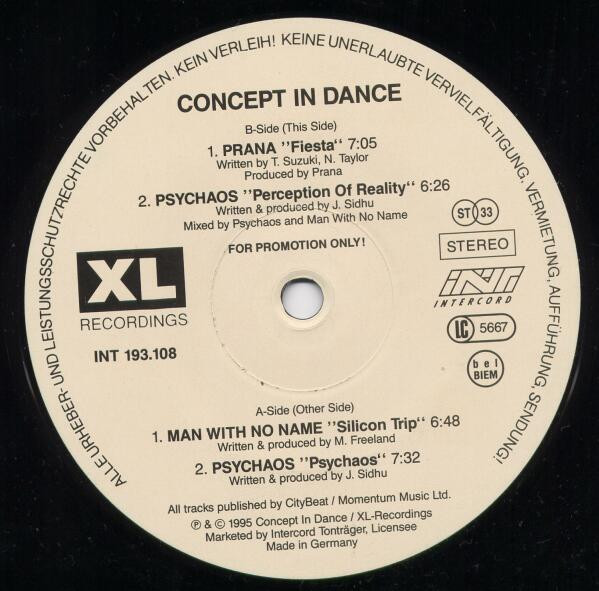 ALLE URHEBER- UND LEISTUNGSSCHUTZRECHTE VORBEHALTEN. KEIN VERLEIH! KEINE UNERLAUBTE VERVIELFÄLTIGUNG, VERMIETUNG, AUFFÜHRUNG, SENDUNG!
CONCEPT IN DANCE
B-Side (This Side)
1. PRANA ''Fiesta'' 7:05
Written by T. Suzuki, N. Taylor
Produced by Prana
2. PSYCHAOS ''Perception Of Reality'' 6:26
Written & produced by J. Sidhu
Mixed by Psychaos and Man With No Name
FOR PROMOTION ONLY!
ST 33
STEREO
INT
INTERCORD
LC 5667
bel
BIEM
XL
RECORDINGS
INT 193.108
A-Side (Other Side)
1. MAN WITH NO NAME ''Silicon Trip'' 6:48
Written & produced by M. Freeland
2. PSYCHAOS ''Psychaos'' 7:32
Written & produced by J. Sidhu
All tracks published by CityBeat / Momentum Music Ltd.
℗ & © 1995 Concept In Dance / XL-Recordings
Marketed by Intercord Tonträger, Licensee
Made in Germany